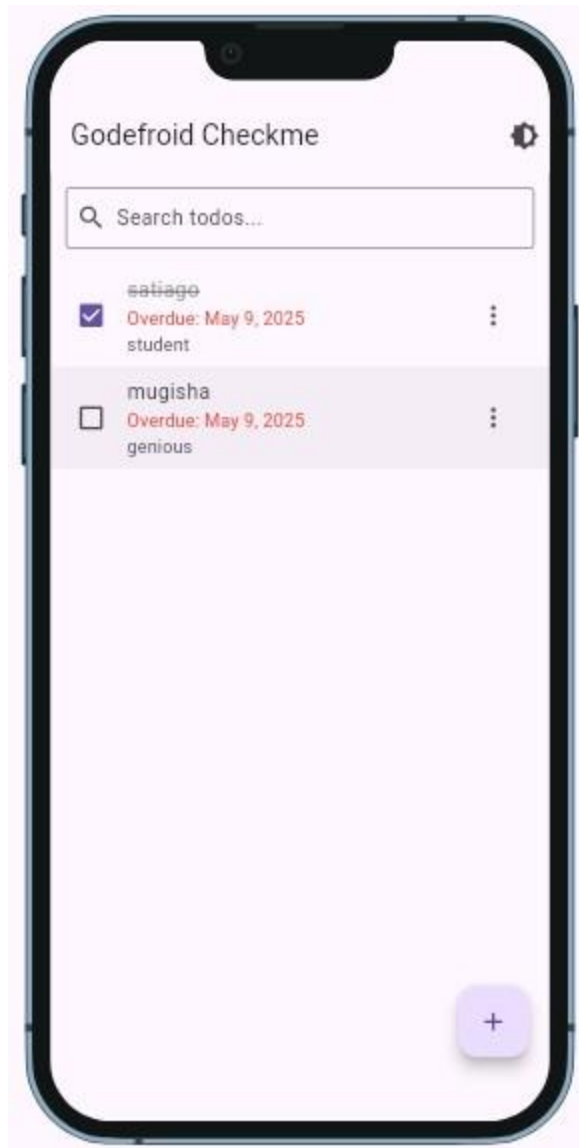 Godefroid Checkme
Search todos...
satiago
Overdue: May 9, 2025
student
mugisha
Overdue: May 9, 2025
genious